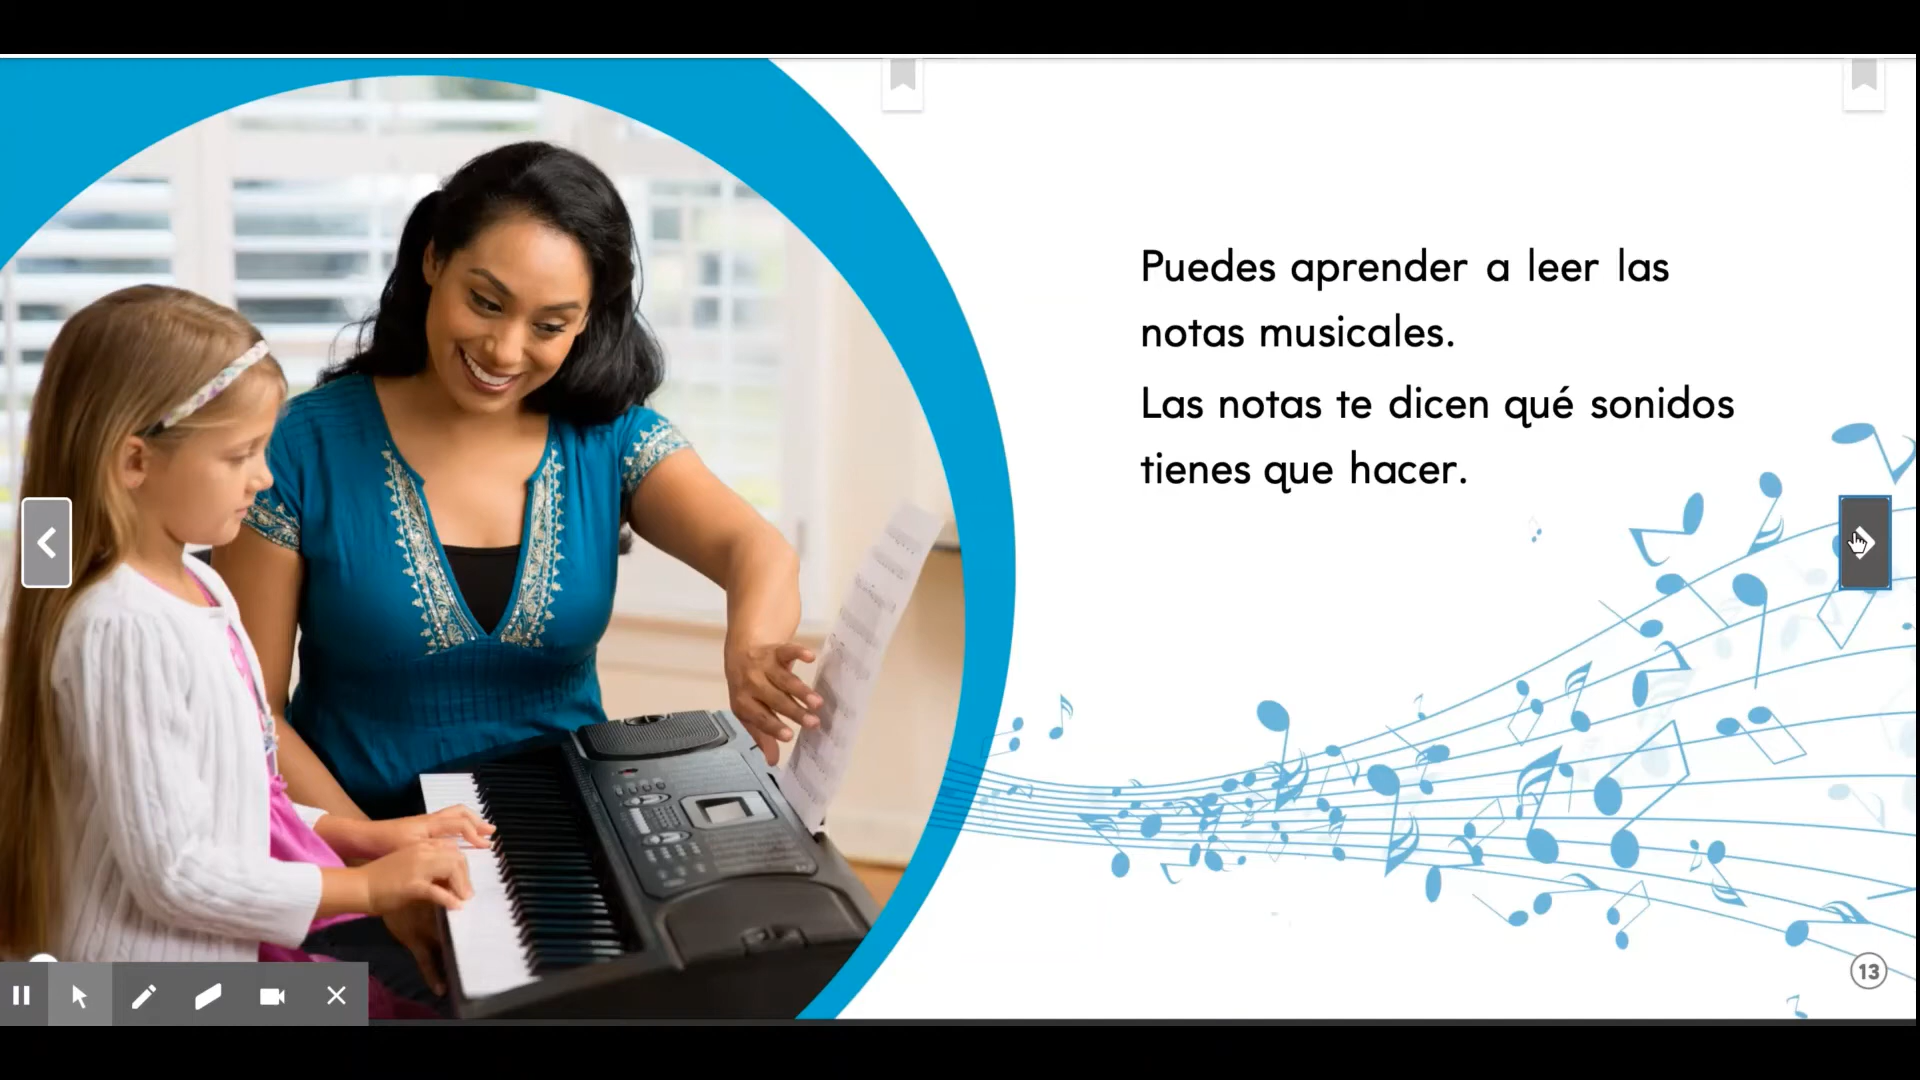 Puedes aprender a leer las
notas musicales.
Las notas te dicen qué sonidos
tienes que hacer.
13